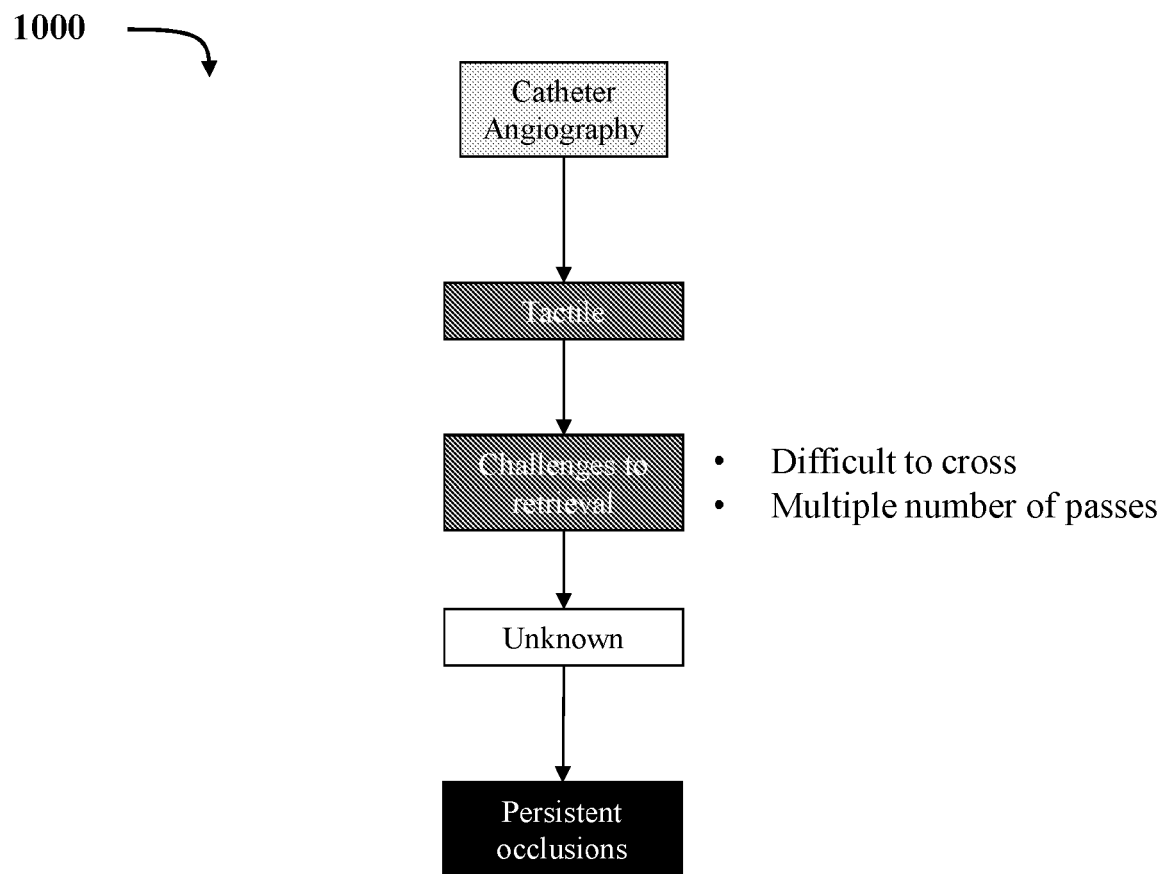 1000
Catheter
Angiography
Tactile
Challenges to
retrieval
• Difficult to cross
• Multiple number of passes
Unknown
Persistent
occlusions